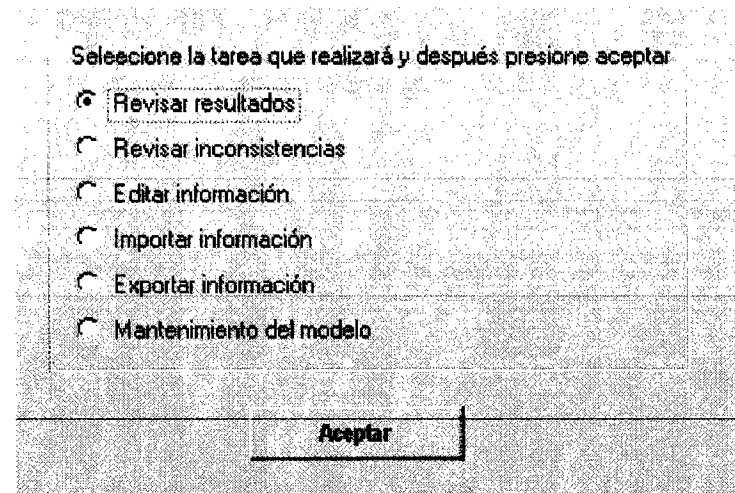 Seleecione la tarea que realizará y después presione aceptar
Revisar resultados
Revisar inconsistencias
Editar información
Importar información
Exportar información
Mantenimiento del modelo
Aceptar